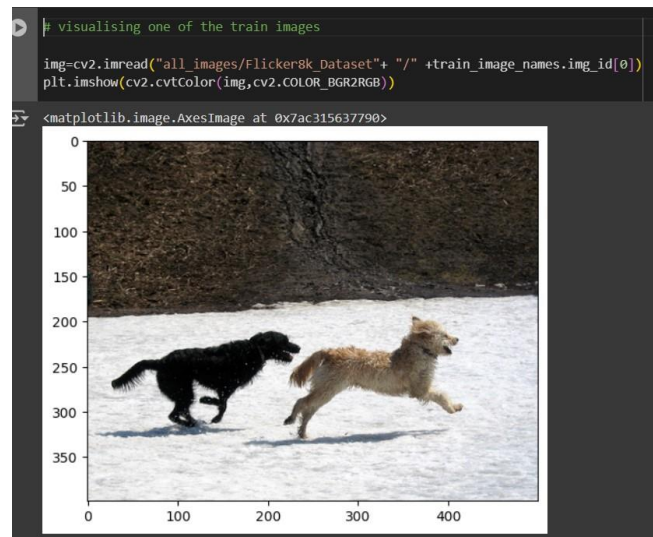 # visualising one of the train images
img=cv2.imread("all_images/Flicker8k_Dataset"+ "/" +train_image_names.img_id[0])
plt.imshow(cv2.cvtColor(img,cv2.COLOR_BGR2RGB))
<matplotlib.image.AxesImage at 0x7ac315637790>
0
50
100
150
200
250
300
350
0 100 200 300 400